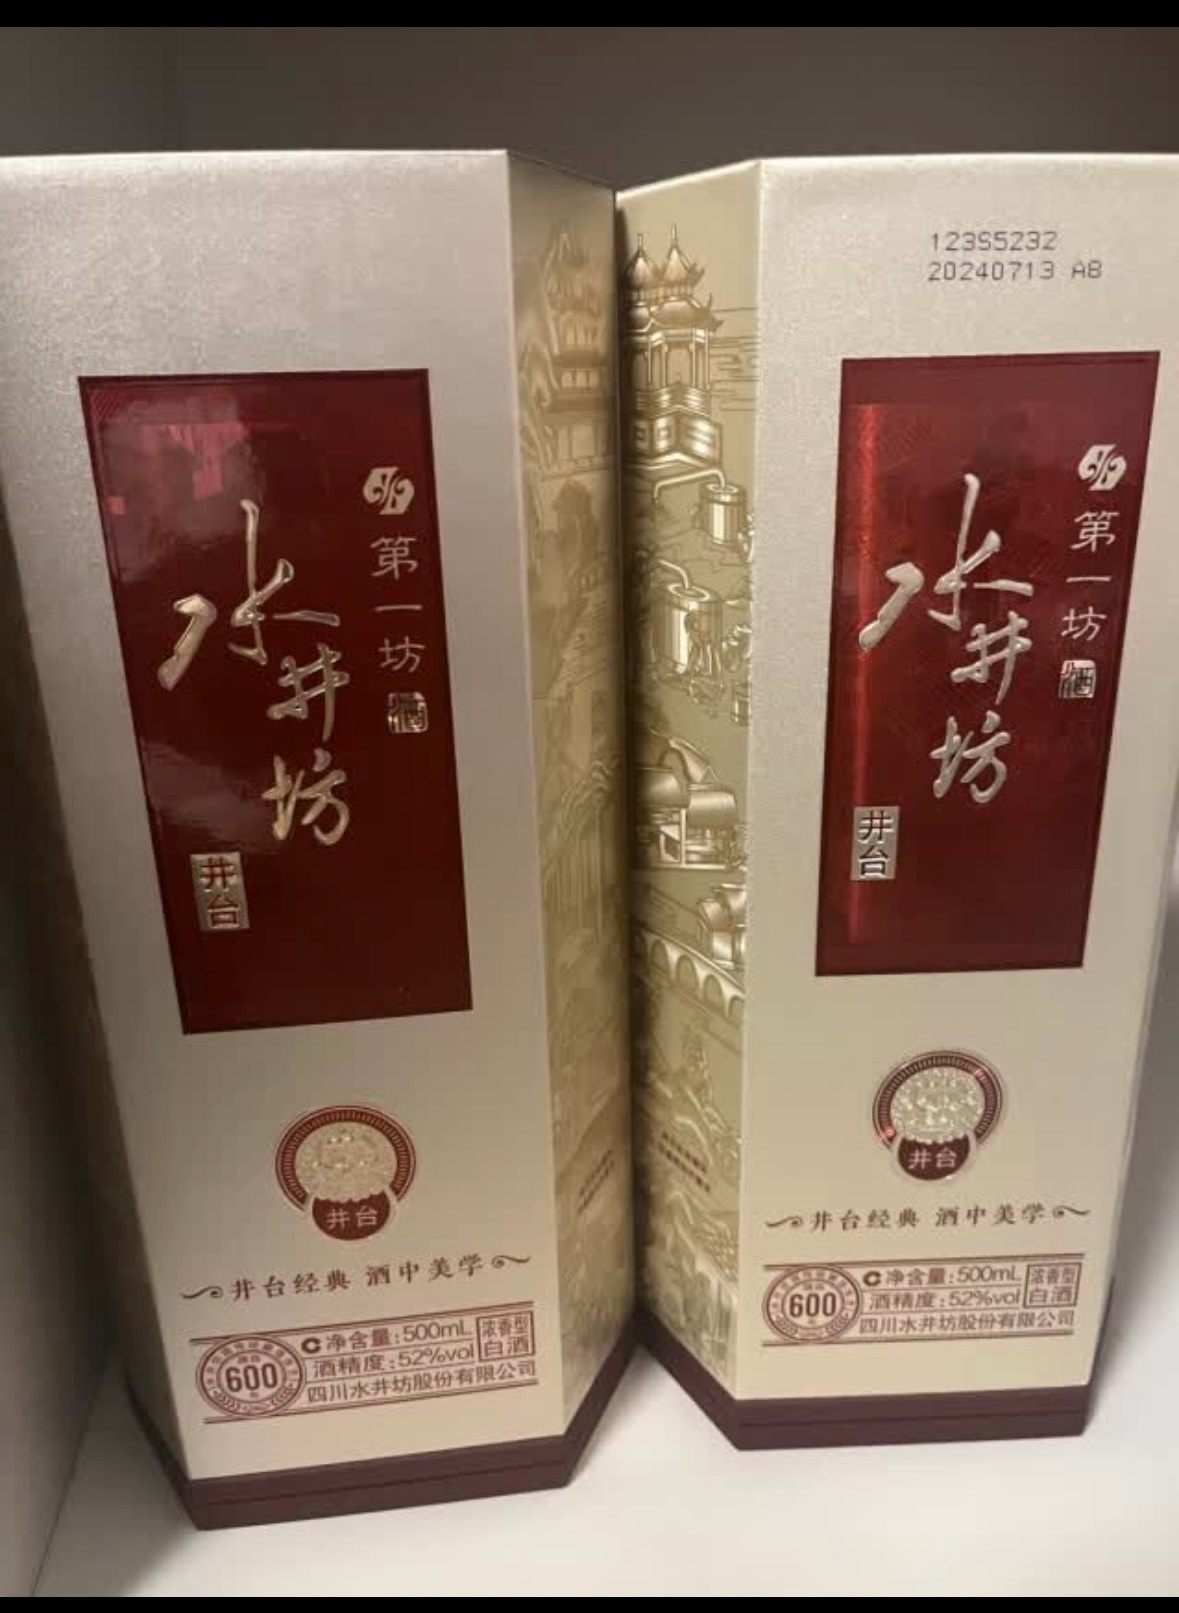 水井坊
第一坊
酒
井台
井台
井台经典 酒中美学
600
C净含量:500mL
酒精度:52%vol
浓香型
白酒
四川水井坊股份有限公司
123S5232
20240713 AB
水井坊
第一坊
酒
井台
井台
井台经典 酒中美学
600
C净含量:500mL
酒精度:52%vol
浓香型
白酒
四川水井坊股份有限公司